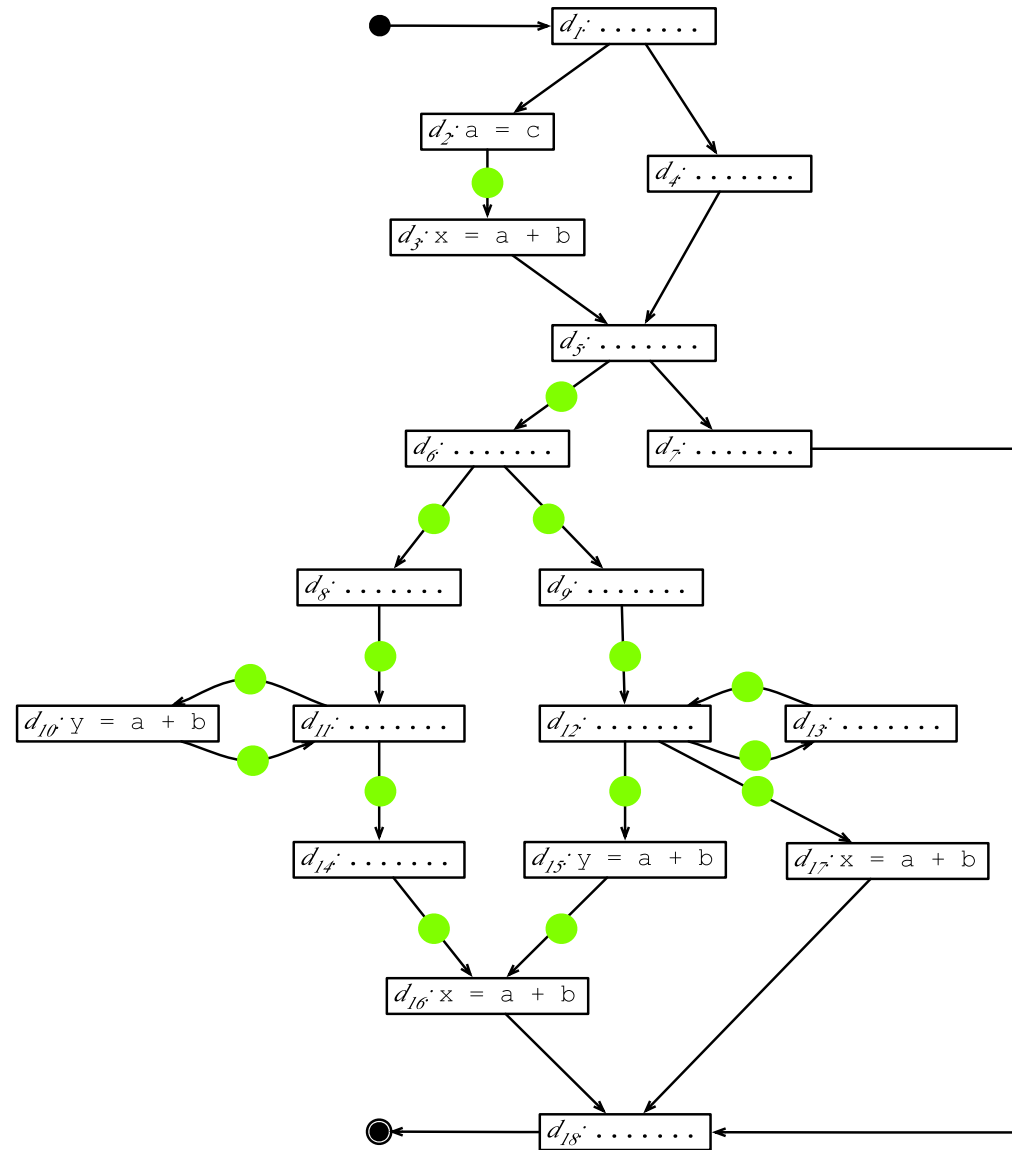 d1: .......
d2: a = c
d4: .......
d3: x = a + b
d5: .......
d6: .......
d7: .......
d8: .......
d9: .......
d10: y = a + b
d11: .......
d12: .......
d13: .......
d14: .......
d15: y = a + b
d17: x = a + b
d16: x = a + b
d18: .......